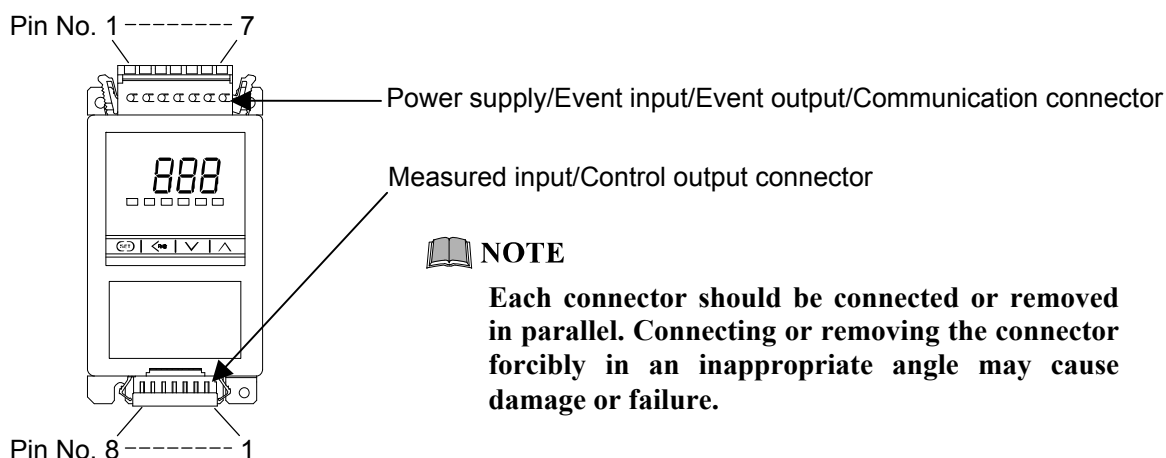 Pin No. 1 -------- 7
Power supply/Event input/Event output/Communication connector
888
Measured input/Control output connector
SET
NOTE
Each connector should be connected or removed
in parallel. Connecting or removing the connector
forcibly in an inappropriate angle may cause
damage or failure.
Pin No. 8 -------- 1